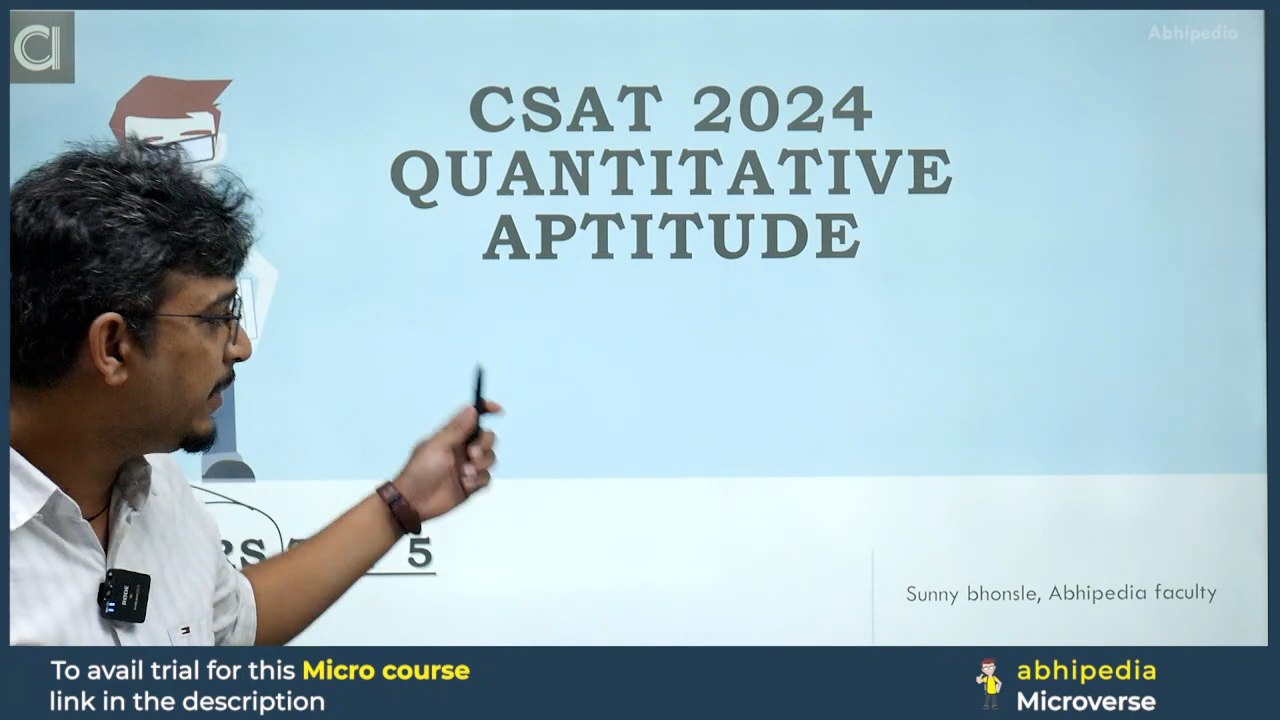 Abhipedia
CSAT 2024
QUANTITATIVE
APTITUDE
5
Sunny bhonsle, Abhipedia faculty
RODE
To avail trial for this Micro course
link in the description
abhipedia
Microverse